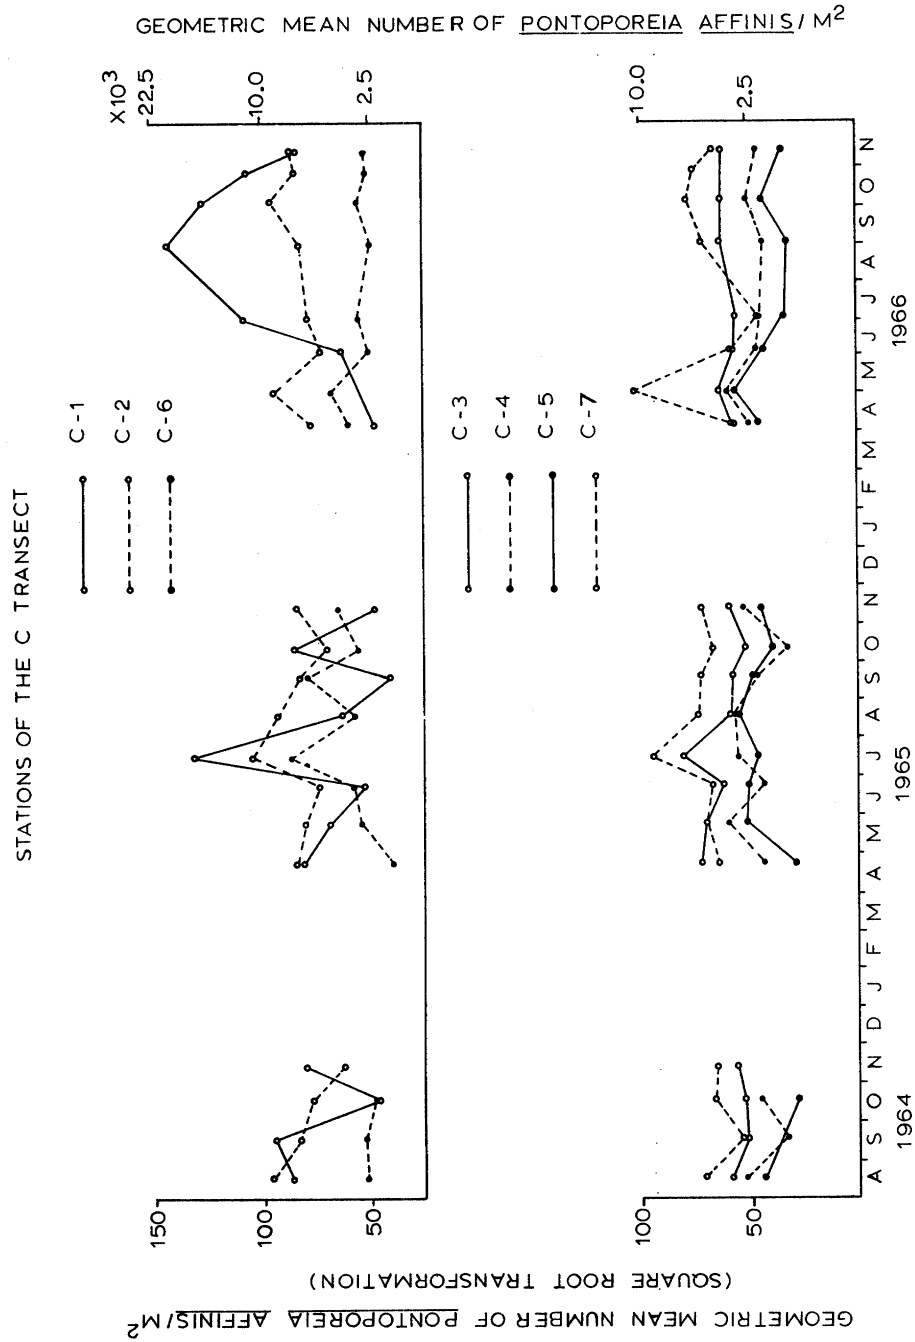 STATIONS OF THE C TRANSECT
GEOMETRIC MEAN NUMBER OF PONTOPOREIA AFFINIS/M2
(SQUARE ROOT TRANSFORMATION)
150
100
50
C-1
C-2
C-6
X103
22.5
10.0
2.5
GEOMETRIC MEAN NUMBER OF PONTOPOREIA AFFINIS/M2
100
50
C-3
C-4
C-5
C-7
10.0
2.5
A S O N D J F M A M J J A S O N D J F M A M J J A S O N
1964 1965 1966